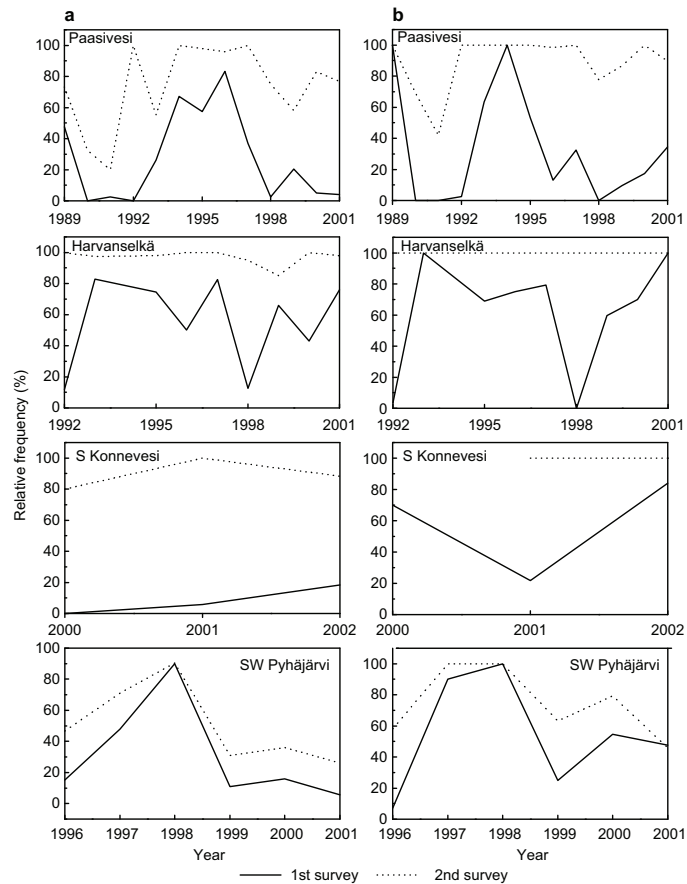 a
b
Relative frequency (%)
Paasivesi
100
80
60
40
20
0
1989 1992 1995 1998 2001
Paasivesi
100
80
60
40
20
0
1989 1992 1995 1998 2001
Harvanselkä
100
80
60
40
20
0
1992 1995 1998 2001
Harvanselkä
100
80
60
40
20
0
1992 1995 1998 2001
S Konnevesi
100
80
60
40
20
0
2000 2001 2002
S Konnevesi
100
80
60
40
20
0
2000 2001 2002
SW Pyhäjärvi
100
80
60
40
20
0
1996 1997 1998 1999 2000 2001
Year
SW Pyhäjärvi
100
80
60
40
20
0
1996 1997 1998 1999 2000 2001
Year
1st survey 2nd survey